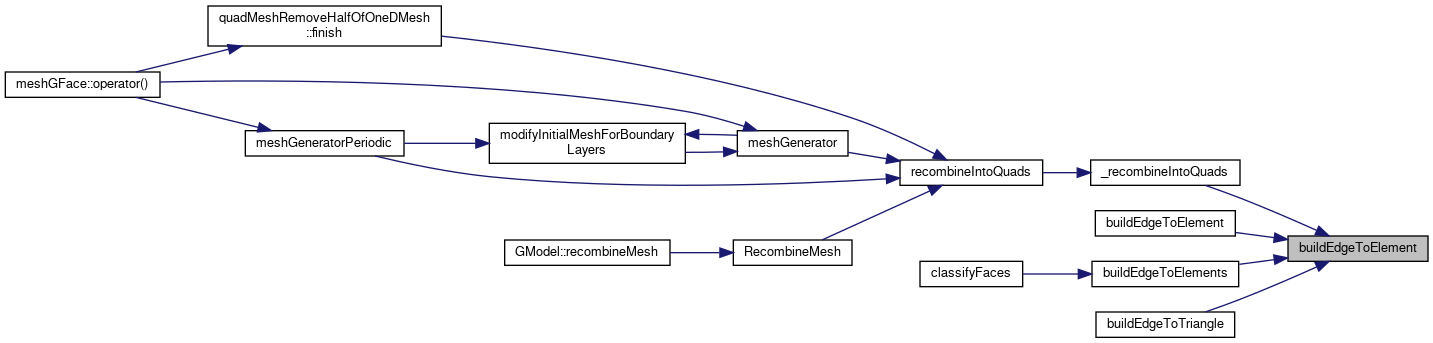 quadMeshRemoveHalfOfOneDMesh
::finish
meshGFace::operator()
meshGeneratorPeriodic
modifyInitialMeshForBoundary
Layers
meshGenerator
recombineIntoQuads
_recombineIntoQuads
buildEdgeToElement
buildEdgeToElement
GModel::recombineMesh
RecombineMesh
classifyFaces
buildEdgeToElements
buildEdgeToTriangle